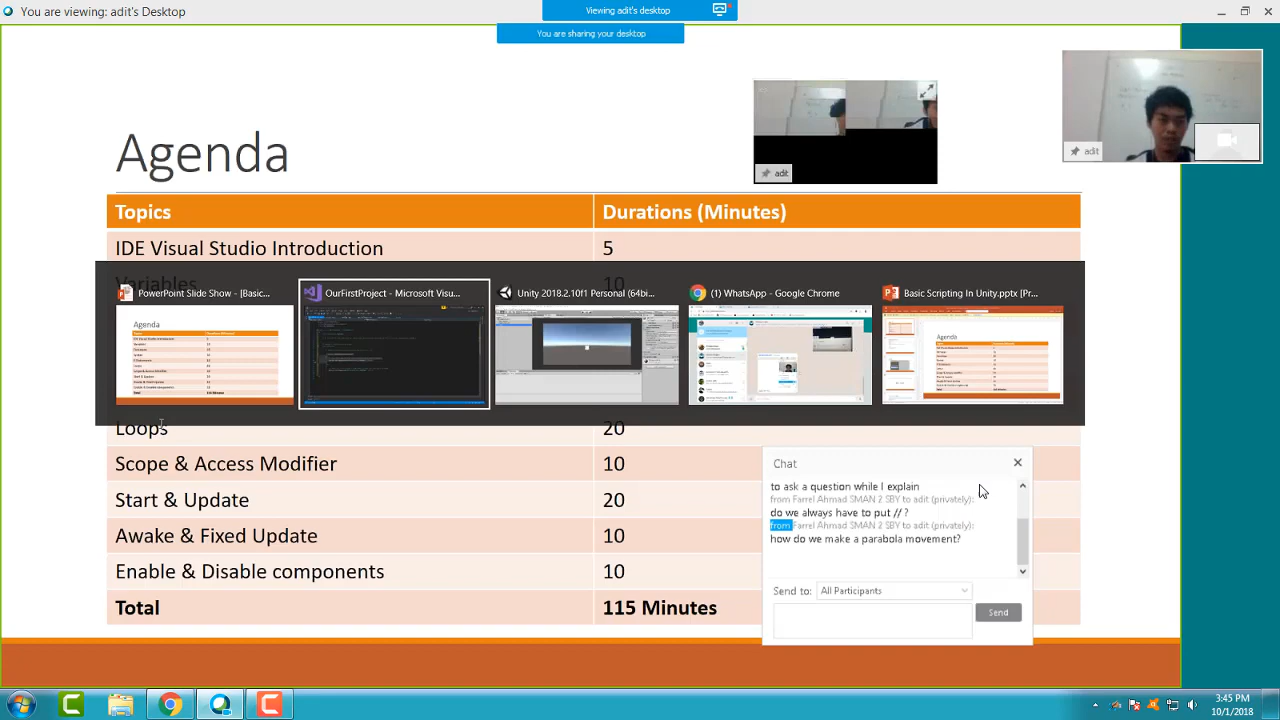 You are viewing: adit's Desktop
Viewing adit's desktop
You are sharing your desktop
adit
adit
Agenda
Topics
Durations (Minutes)
IDE Visual Studio Introduction
5
Variables
10
PowerPoint Slide Show - [Basic...
OurFirstProject - Microsoft Visu...
Unity 2018.2.10f1 Personal (64bi...
(1) WhatsApp - Google Chrome
Basic Scripting In Unity.pptx [Pr...
Agenda
Agenda
Loops
20
Scope & Access Modifier
10
Start & Update
20
Awake & Fixed Update
10
Enable & Disable components
10
Total
115 Minutes
Chat
to ask a question while I explain
from Farrel Ahmad SMAN 2 SBY to adit (privately):
do we always have to put // ?
from Farrel Ahmad SMAN 2 SBY to adit (privately):
how do we make a parabola movement?
Send to:
All Participants
Send
3:45 PM
10/1/2018